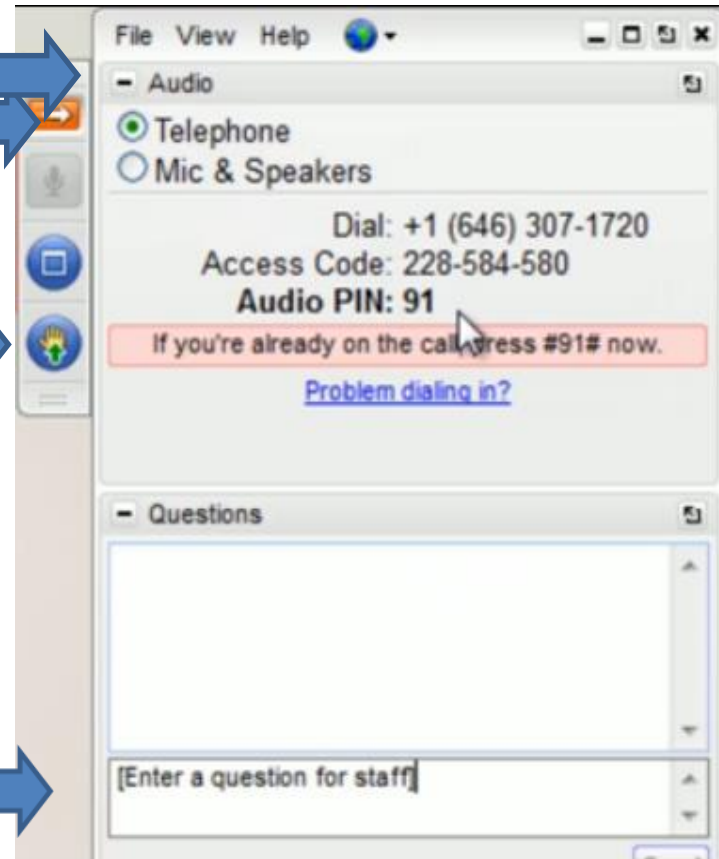 File View Help
Audio
Telephone
Mic & Speakers
Dial: +1 (646) 307-1720
Access Code: 228-584-580
Audio PIN: 91
If you're already on the call press #91# now.
Problem dialing in?
Questions
[Enter a question for staff]